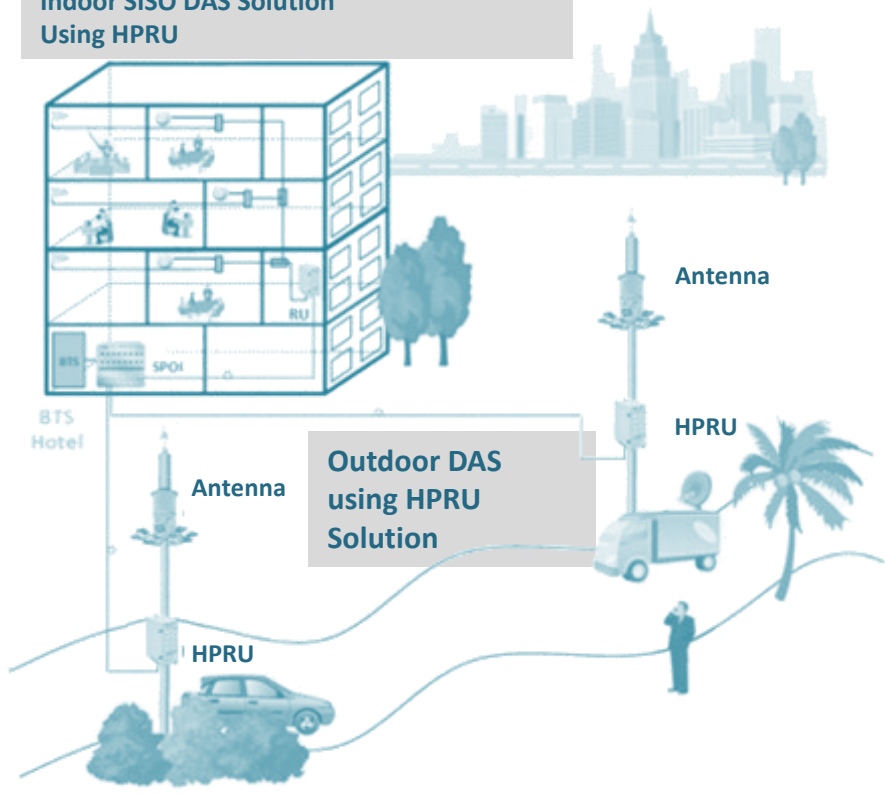 Indoor SISO DAS Solution
Using HPRU
RU
BTS
SPOI
BTS
Hotel
Antenna
HPRU
Outdoor DAS
using HPRU
Solution
Antenna
HPRU